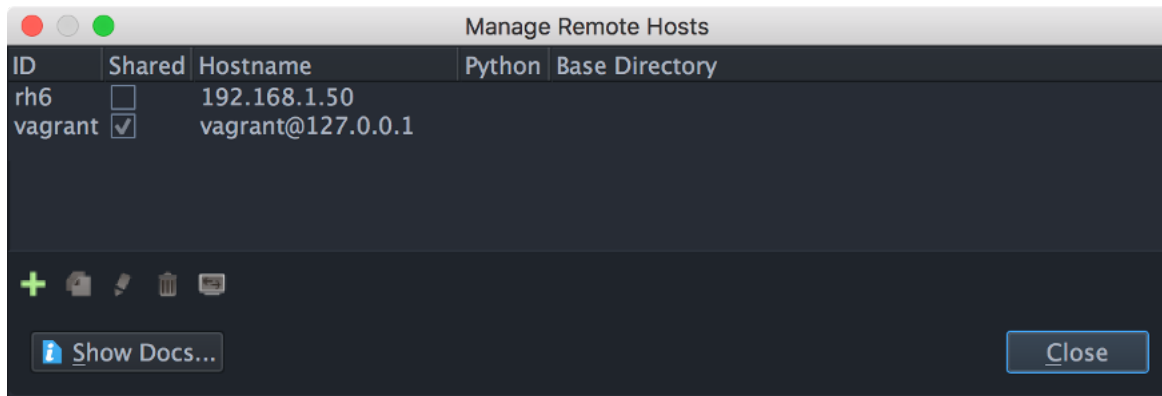 Manage Remote Hosts
ID Shared Hostname Python Base Directory
rh6 192.168.1.50
vagrant vagrant@127.0.0.1
Show Docs...
Close